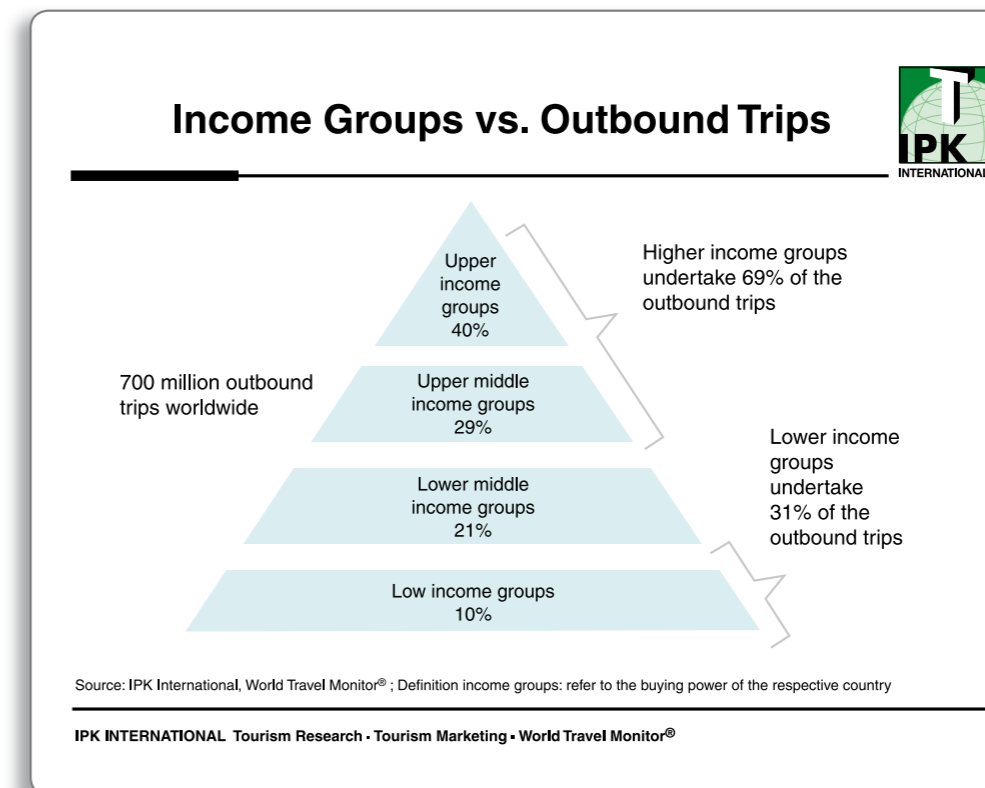 Income Groups vs. Outbound Trips
T
IPK
INTERNATIONAL
Upper
income
groups
40%
Higher income groups
undertake 69% of the
outbound trips
700 million outbound
trips worldwide
Upper middle
income groups
29%
Lower income
groups
undertake
31% of the
outbound trips
Lower middle
income groups
21%
Low income groups
10%
Source: IPK International, World Travel Monitor® ; Definition income groups: refer to the buying power of the respective country
IPK INTERNATIONAL Tourism Research ▪ Tourism Marketing ▪ World Travel Monitor®